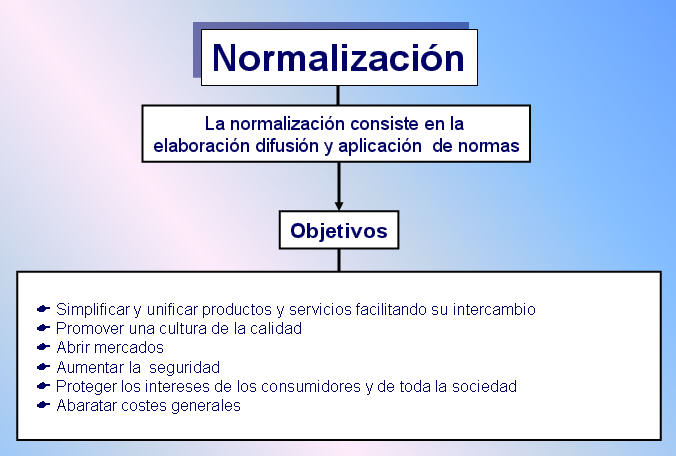 Normalización
La normalización consiste en la
elaboración difusión y aplicación de normas
Objetivos
Simplificar y unificar productos y servicios facilitando su intercambio
Promover una cultura de la calidad
Abrir mercados
Aumentar la seguridad
Proteger los intereses de los consumidores y de toda la sociedad
Abaratar costes generales